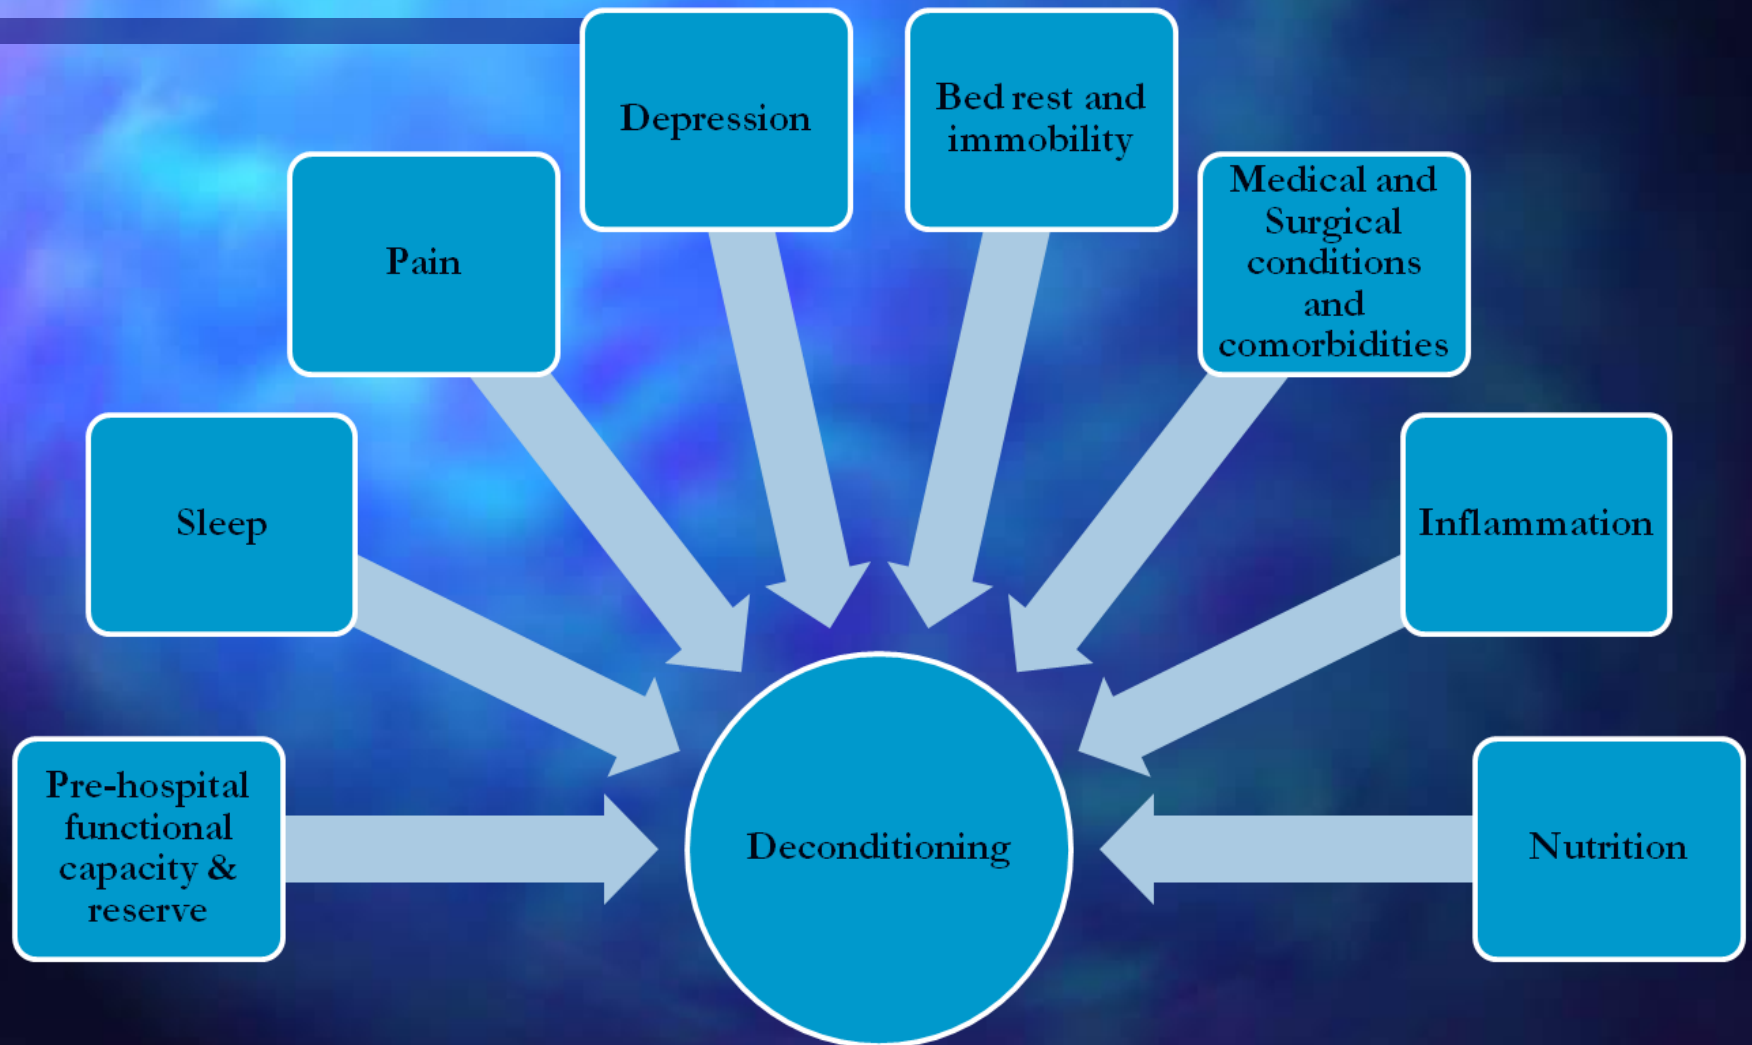 Depression
Bed rest and
immobility
Pain
Medical and
Surgical
conditions
and
comorbidities
Sleep
Inflammation
Pre-hospital
functional
capacity &
reserve
Deconditioning
Nutrition